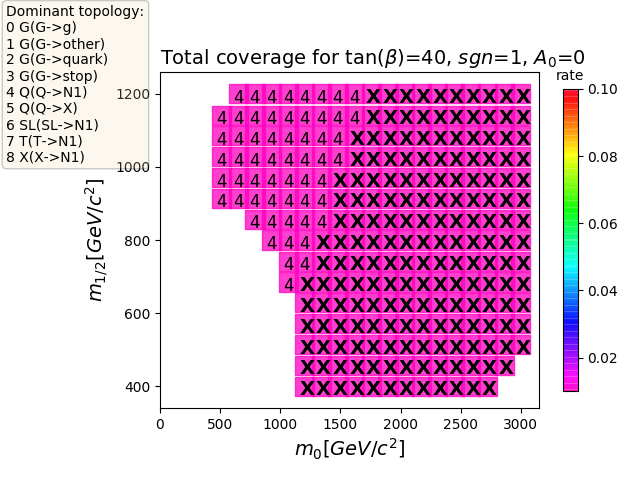 Dominant topology:
0 G(G->g)
1 G(G->other)
2 G(G->quark)
3 G(G->stop)
4 Q(Q->N1)
5 Q(Q->X)
6 SL(SL->N1)
7 T(T->N1)
8 X(X->N1)
Total coverage for tan(β)=40, sgn=1, A₀=0
rate
m₁/₂[GeV/c²]
1200
1000
800
600
400
4 4 4 4 4 4 4 4 X X X X X X X X X X
4 4 4 4 4 4 4 4 4 X X X X X X X X X X
4 4 4 4 4 4 4 4 X X X X X X X X X X X
4 4 4 4 4 4 4 4 X X X X X X X X X X X
4 4 4 4 4 4 4 X X X X X X X X X X X X
4 4 4 4 4 4 4 X X X X X X X X X X X X
4 4 4 4 4 X X X X X X X X X X X X
4 4 4 X X X X X X X X X X X X X
4 4 X X X X X X X X X X X X X
4 X X X X X X X X X X X X X X
X X X X X X X X X X X X X X
X X X X X X X X X X X X X X
X X X X X X X X X X X X X X
X X X X X X X X X X X X X
X X X X X X X X X X X X
0 500 1000 1500 2000 2500 3000
m₀[GeV/c²]
0.10
0.08
0.06
0.04
0.02